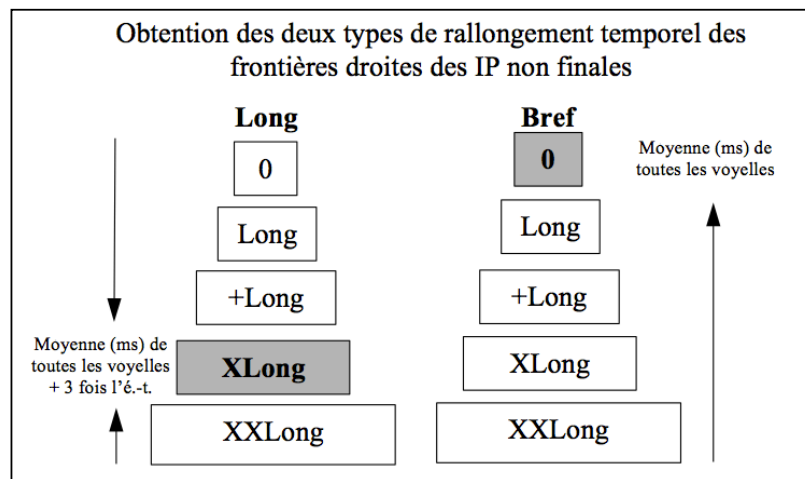 Obtention des deux types de rallongement temporel des
frontières droites des IP non finales
Long
0
Long
+Long
XLong
XXLong
Moyenne (ms) de
toutes les voyelles
+ 3 fois l'é.-t.
Bref
0
Long
+Long
XLong
XXLong
Moyenne (ms) de
toutes les voyelles